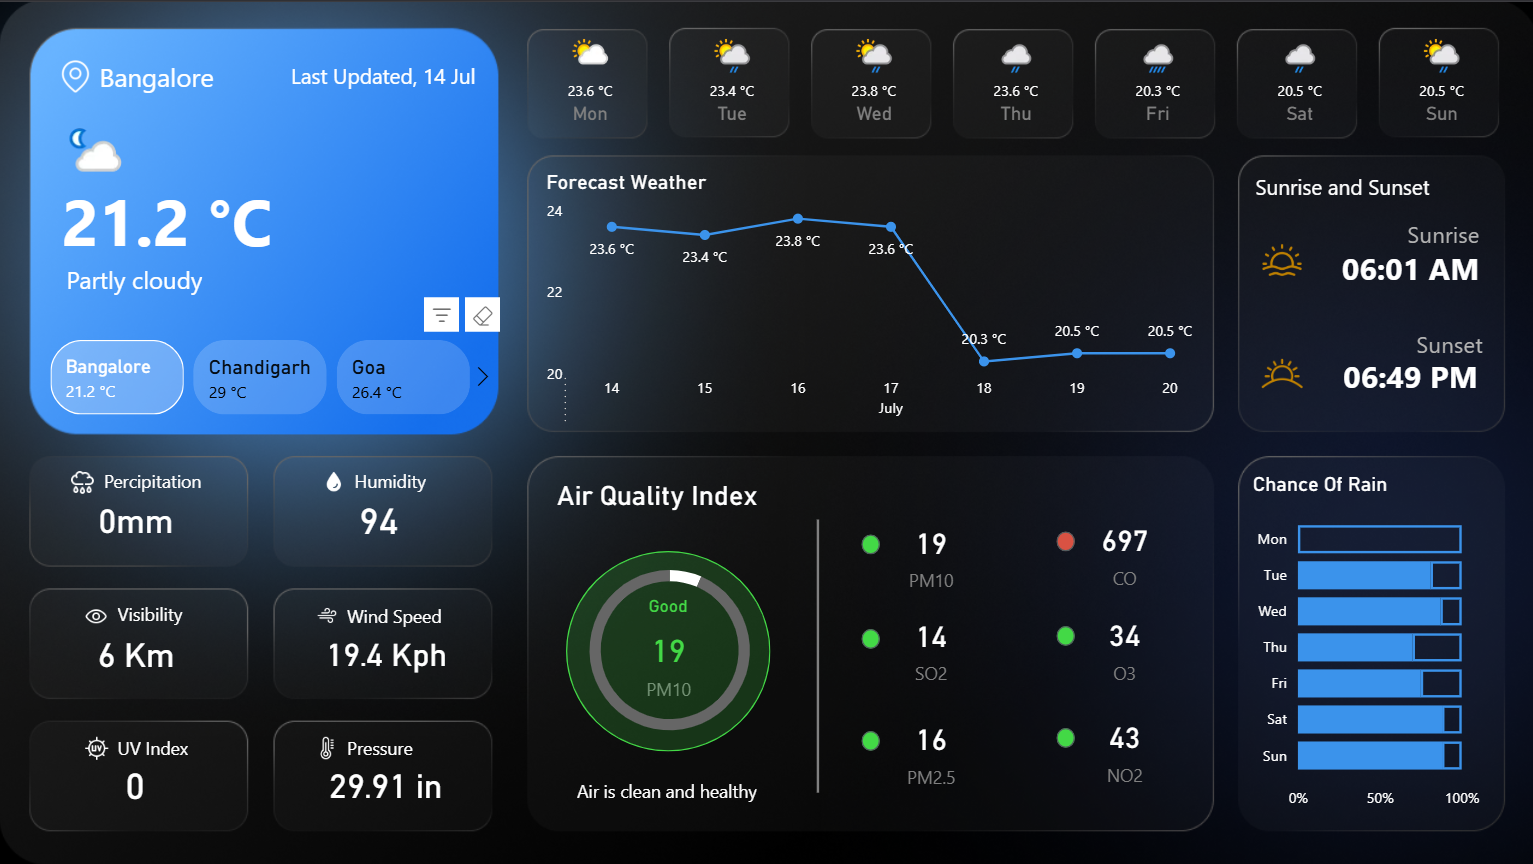 Bangalore
Last Updated, 14 Jul
21.2 °C
Partly cloudy
Bangalore
21.2 °C
Chandigarh
29 °C
Goa
26.4 °C
23.6 °C
Mon
23.4 °C
Tue
23.8 °C
Wed
23.6 °C
Thu
20.3 °C
Fri
20.5 °C
Sat
20.5 °C
Sun
Forecast Weather
24
22
20
23.6 °C
23.4 °C
23.8 °C
23.6 °C
20.3 °C
20.5 °C
20.5 °C
14 15 16 17 18 19 20
July
Sunrise and Sunset
Sunrise
06:01 AM
Sunset
06:49 PM
Percipitation
0mm
Humidity
94
Visibility
6 Km
Wind Speed
19.4 Kph
UV Index
UV
0
Pressure
29.91 in
Air Quality Index
Good
19
PM10
Air is clean and healthy
19
PM10
697
CO
14
SO2
34
O3
16
PM2.5
43
NO2
Chance Of Rain
Mon
Tue
Wed
Thu
Fri
Sat
Sun
0% 50% 100%